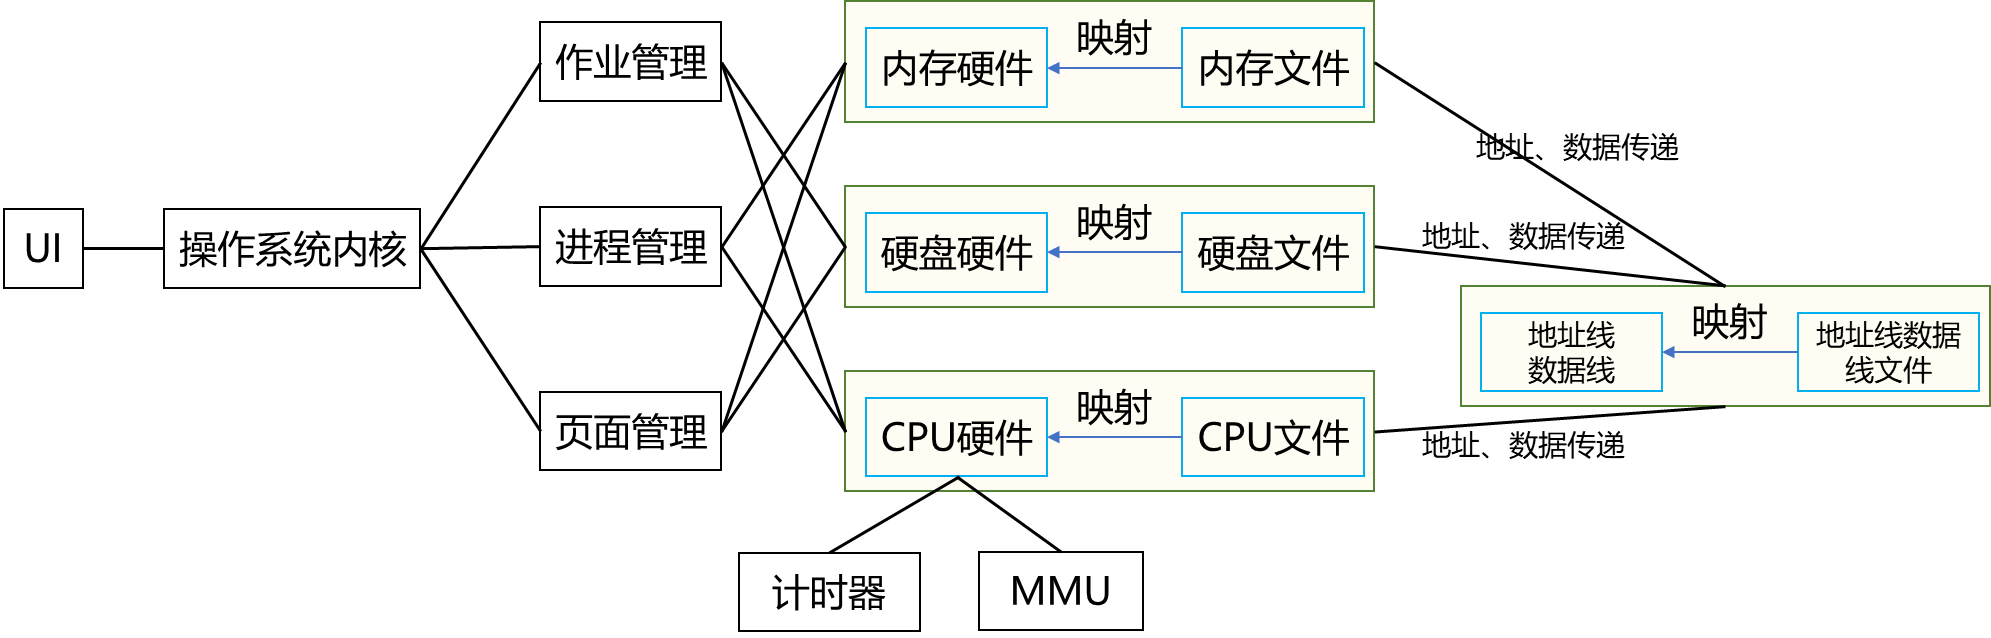 UI
操作系统内核
作业管理
进程管理
页面管理
内存硬件
映射
内存文件
硬盘硬件
映射
硬盘文件
CPU硬件
映射
CPU文件
计时器
MMU
地址、数据传递
地址、数据传递
地址、数据传递
地址线
数据线
映射
地址线数据
线文件